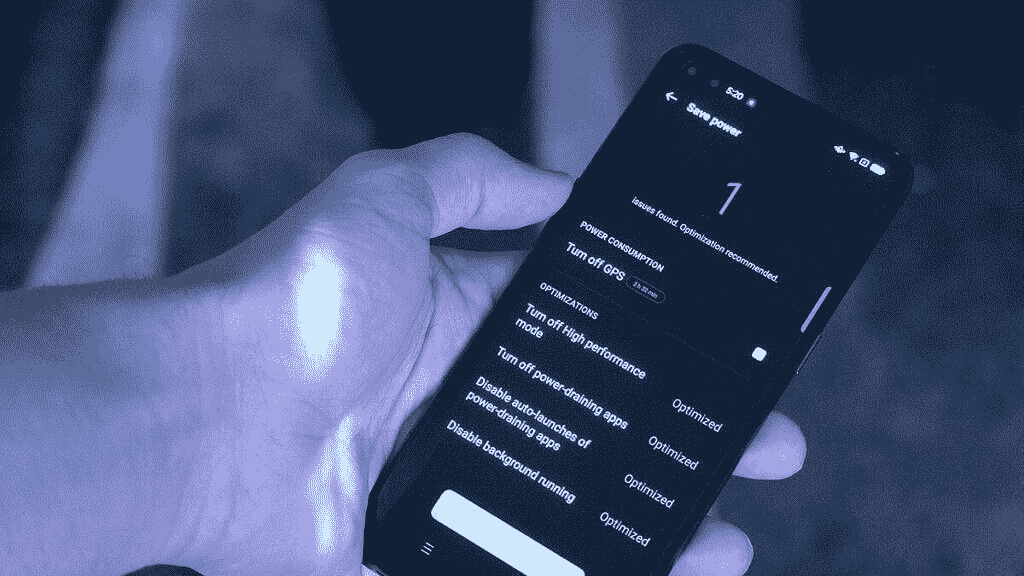 5:20
Save power
1
Issues found. Optimization recommended.
POWER CONSUMPTION
Turn off GPS 2 h 32 min
OPTIMIZATIONS
Turn off High performance
mode
Optimized
Turn off power-draining apps
Optimized
Disable auto-launches of
power-draining apps
Optimized
Disable background running
Optimized